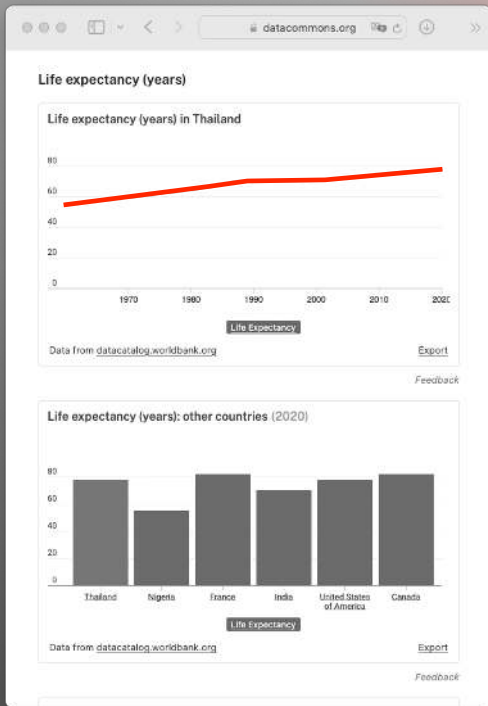 datacommons.org
Life expectancy (years)
Life expectancy (years) in Thailand
80
60
40
20
0
1970 1980 1990 2000 2010 2020
Life Expectancy
Data from datacatalog.worldbank.org Export
Feedback
Life expectancy (years): other countries (2020)
80
60
40
20
0
Thailand Nigeria France India United States of America Canada
Life Expectancy
Data from datacatalog.worldbank.org Export
Feedback